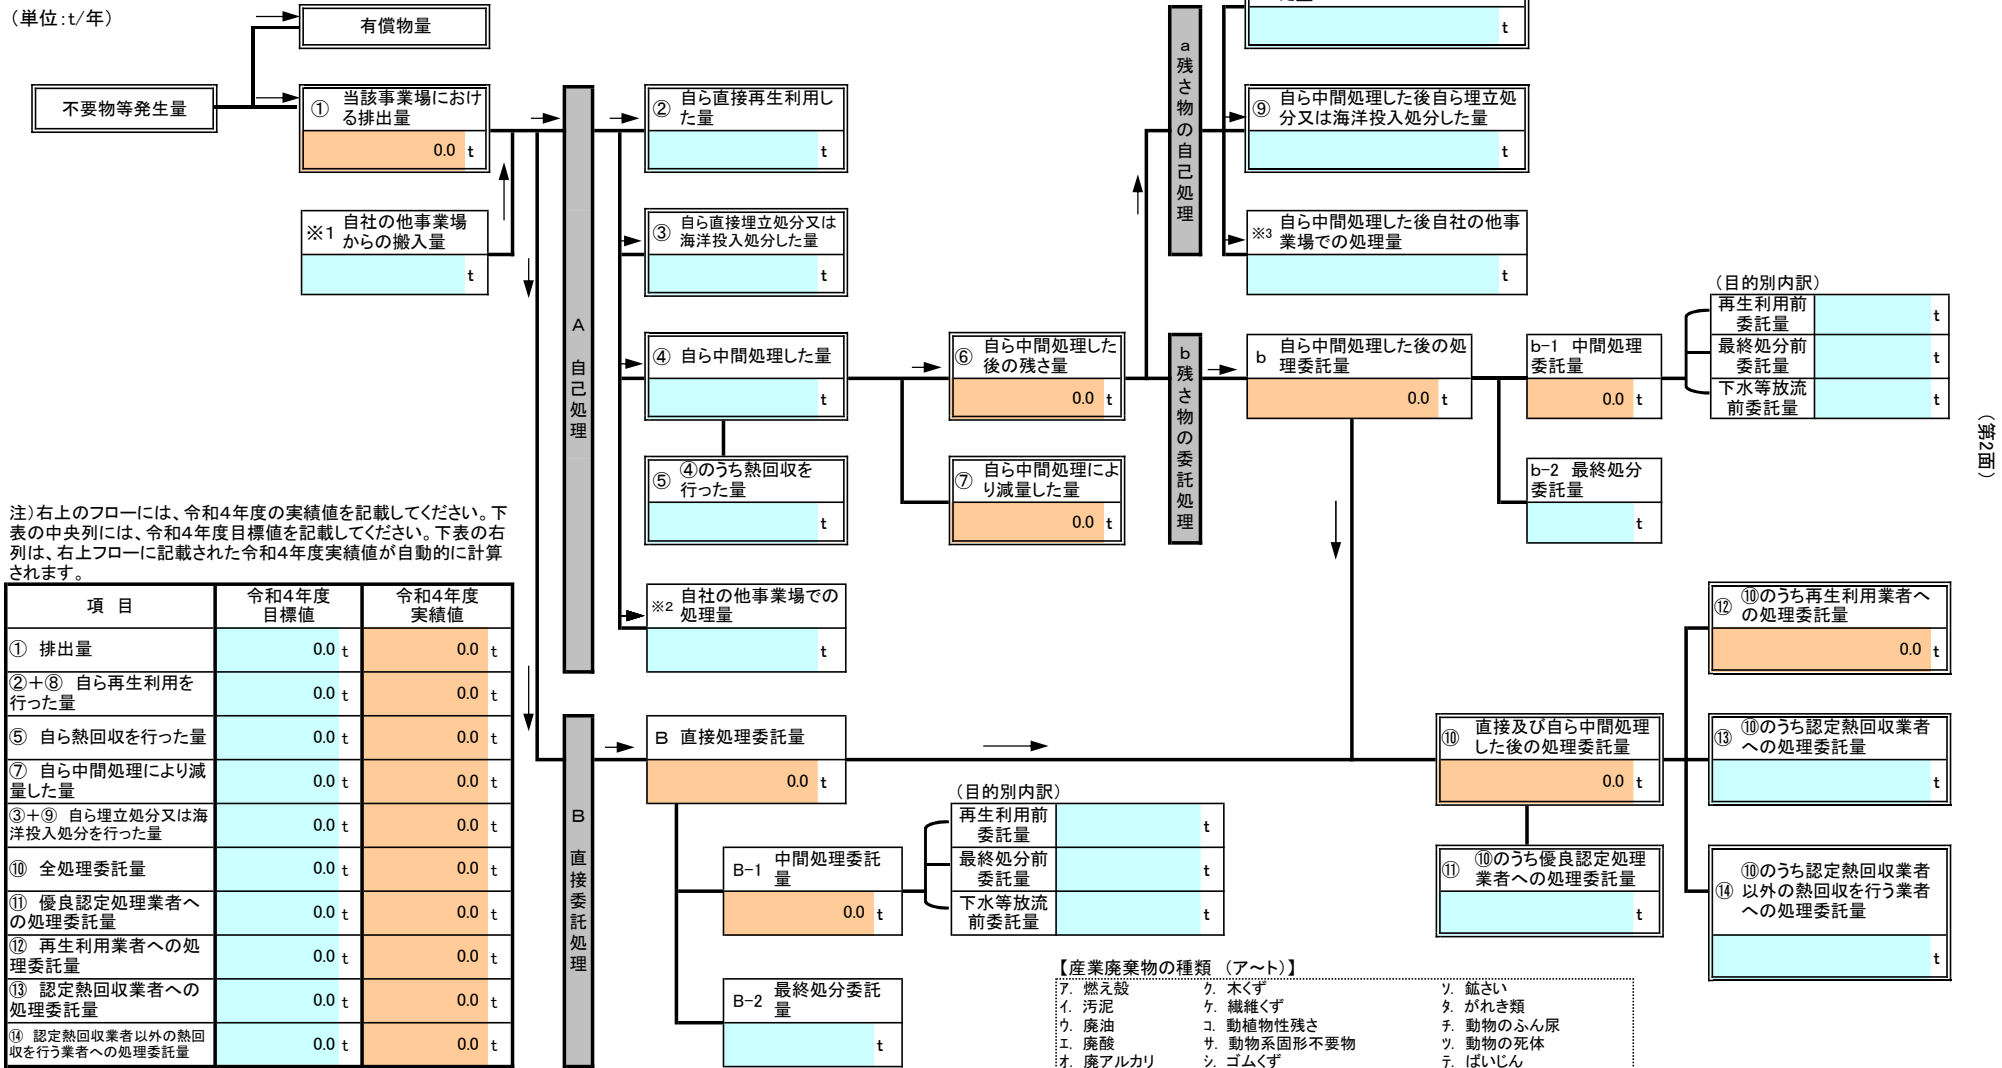 (単位:t/年)
有償物量
不要物等発生量
① 当該事業場におけ
る排出量
0.0 t
※1 自社の他事業場
からの搬入量
t
A 自己処理
② 自ら直接再生利用し
た量
t
③ 自ら直接埋立処分又は
海洋投入処分した量
t
④ 自ら中間処理した量
t
⑤ ④のうち熱回収を
行った量
t
※2 自社の他事業場での
処理量
t
⑥ 自ら中間処理した
後の残さ量
0.0 t
⑦ 自ら中間処理によ
り減量した量
0.0 t
a 残さ物の自己処理
t
⑨ 自ら中間処理した後自ら埋立処
分又は海洋投入処分した量
t
※3 自ら中間処理した後自社の他事
業場での処理量
t
b 残さ物の委託処理
b 自ら中間処理した後の処
理委託量
0.0 t
b-1 中間処理
委託量
0.0 t
b-2 最終処分
委託量
t
(目的別内訳)
再生利用前
委託量
t
最終処分前
委託量
t
下水等放流
前委託量
t
(第2面)
注)右上のフローには、令和4年度の実績値を記載してください。下
表の中央列には、令和4年度目標値を記載してください。下表の右
列は、右上フローに記載された令和4年度実績値が自動的に計算
されます。
項 目 令和4年度 令和4年度
目標値 実績値
① 排出量 0.0 t 0.0 t
②+⑧ 自ら再生利用を
行った量 0.0 t 0.0 t
⑤ 自ら熱回収を行った量 0.0 t 0.0 t
⑦ 自ら中間処理により減
量した量 0.0 t 0.0 t
③+⑨ 自ら埋立処分又は海
洋投入処分を行った量 0.0 t 0.0 t
⑩ 全処理委託量 0.0 t 0.0 t
⑪ 優良認定処理業者へ
の処理委託量 0.0 t 0.0 t
⑫ 再生利用業者への処
理委託量 0.0 t 0.0 t
⑬ 認定熱回収業者への
処理委託量 0.0 t 0.0 t
⑭ 認定熱回収業者以外の熱回
収を行う業者への処理委託量 0.0 t 0.0 t
B 直接委託処理
B 直接処理委託量
0.0 t
B-1 中間処理委託
量
0.0 t
B-2 最終処分委託
量
t
(目的別内訳)
再生利用前
委託量
t
最終処分前
委託量
t
下水等放流
前委託量
t
⑩ 直接及び自ら中間処理
した後の処理委託量
0.0 t
⑪ ⑩のうち優良認定処理
業者への処理委託量
t
⑫ ⑩のうち再生利用業者へ
の処理委託量
0.0 t
⑬ ⑩のうち認定熱回収業者
への処理委託量
t
⑭ ⑩のうち認定熱回収業者
以外の熱回収を行う業者
への処理委託量
t
【産業廃棄物の種類 (ア～ト)】
ア. 燃え殻 ク. 木くず ソ. 鉱さい
イ. 汚泥 ケ. 繊維くず タ. がれき類
ウ. 廃油 コ. 動植物性残さ チ. 動物のふん尿
エ. 廃酸 サ. 動物系固形不要物 ツ. 動物の死体
オ. 廃アルカリ シ. ゴムくず テ. ばいじん